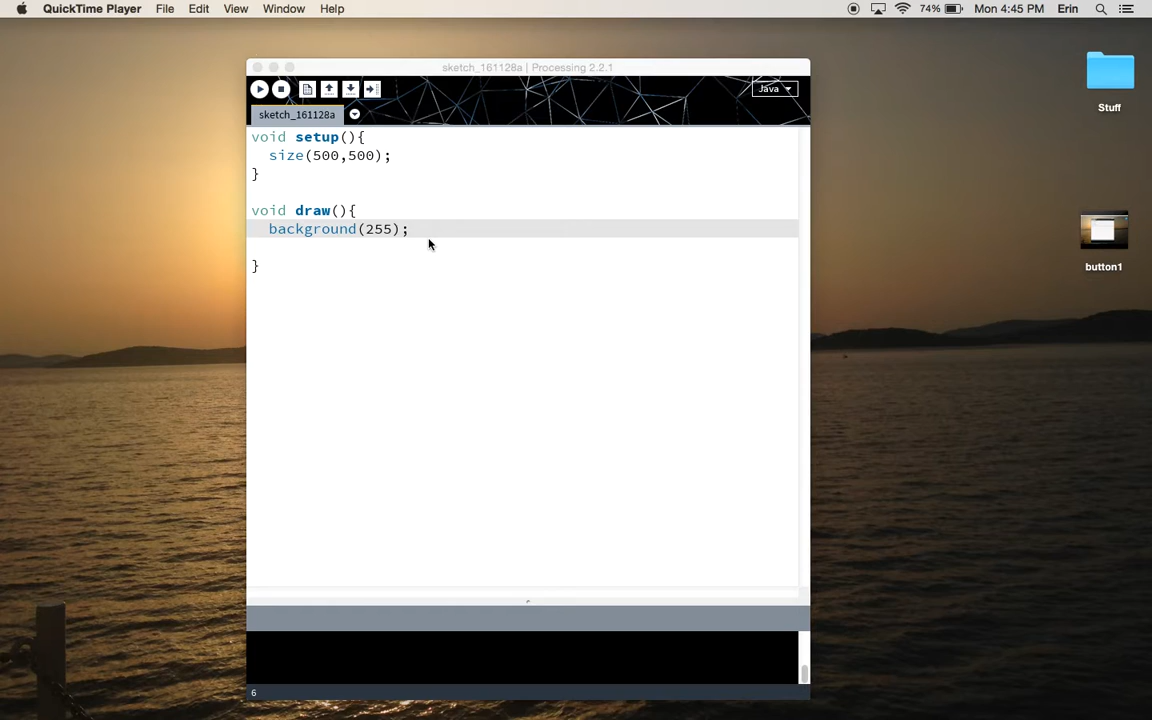 QuickTime Player File Edit View Window Help 74% Mon 4:45 PM Erin
sketch_161128a | Processing 2.2.1
Java
sketch_161128a
void setup(){
size(500,500);
}
void draw(){
background(255);
}
6
Stuff
button1